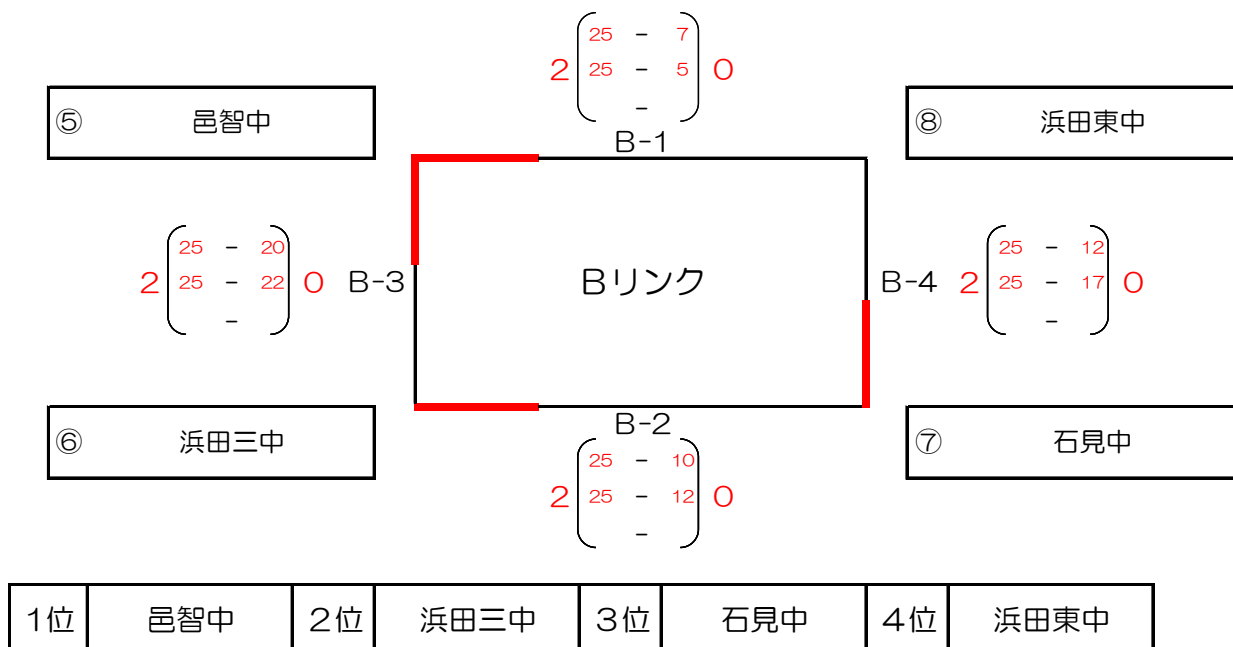 25 - 7
2 25 - 5 0
-
⑤ 邑智中
⑧ 浜田東中
B-1
25 - 20
2 25 - 22 0
-
B-3
Bリンク
B-4
25 - 12
2 25 - 17 0
-
⑥ 浜田三中
⑦ 石見中
B-2
25 - 10
2 25 - 12 0
-
1位 邑智中 2位 浜田三中 3位 石見中 4位 浜田東中